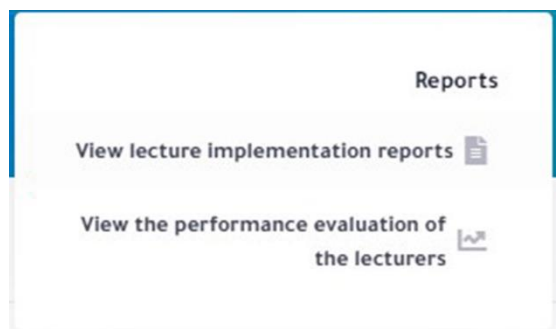 Reports
View lecture implementation reports
View the performance evaluation of
the lecturers